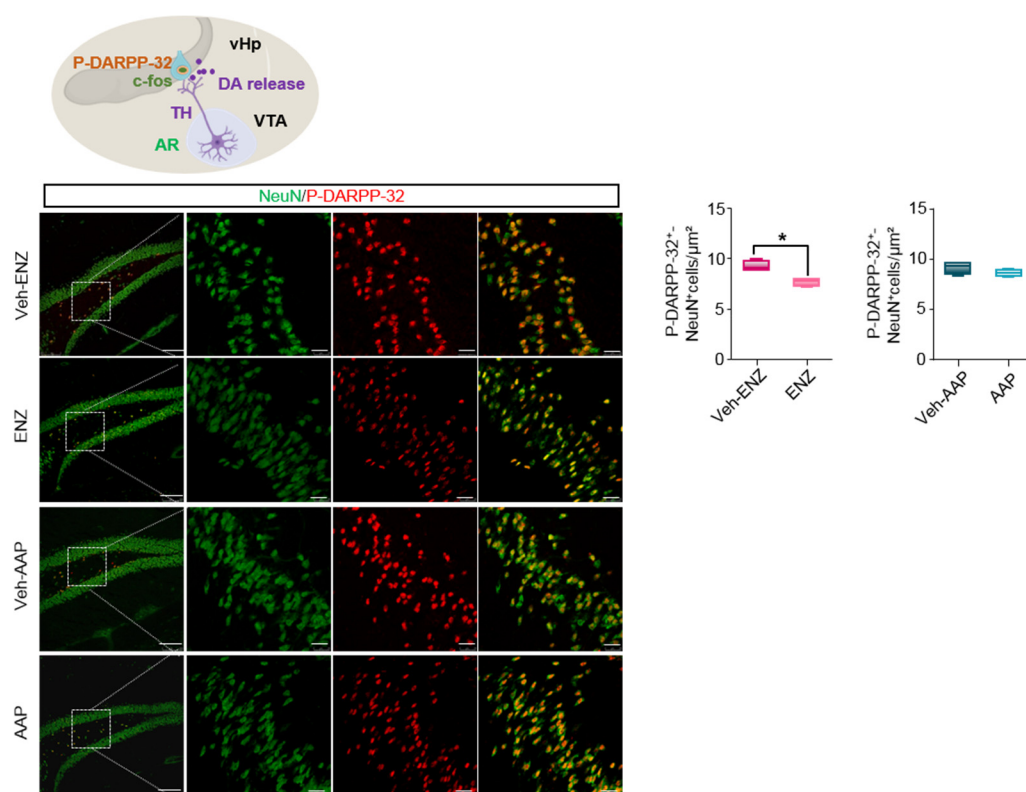 vHp
P-DARPP-32
c-fos
DA release
TH
VTA
AR
NeuN/P-DARPP-32
Veh-ENZ
ENZ
Veh-AAP
AAP
P-DARPP-32⁺-
NeuN⁺cells/µm²
15
10
5
0
*
Veh-ENZ
ENZ
P-DARPP-32⁺-
NeuN⁺cells/µm²
15
10
5
0
Veh-AAP
AAP